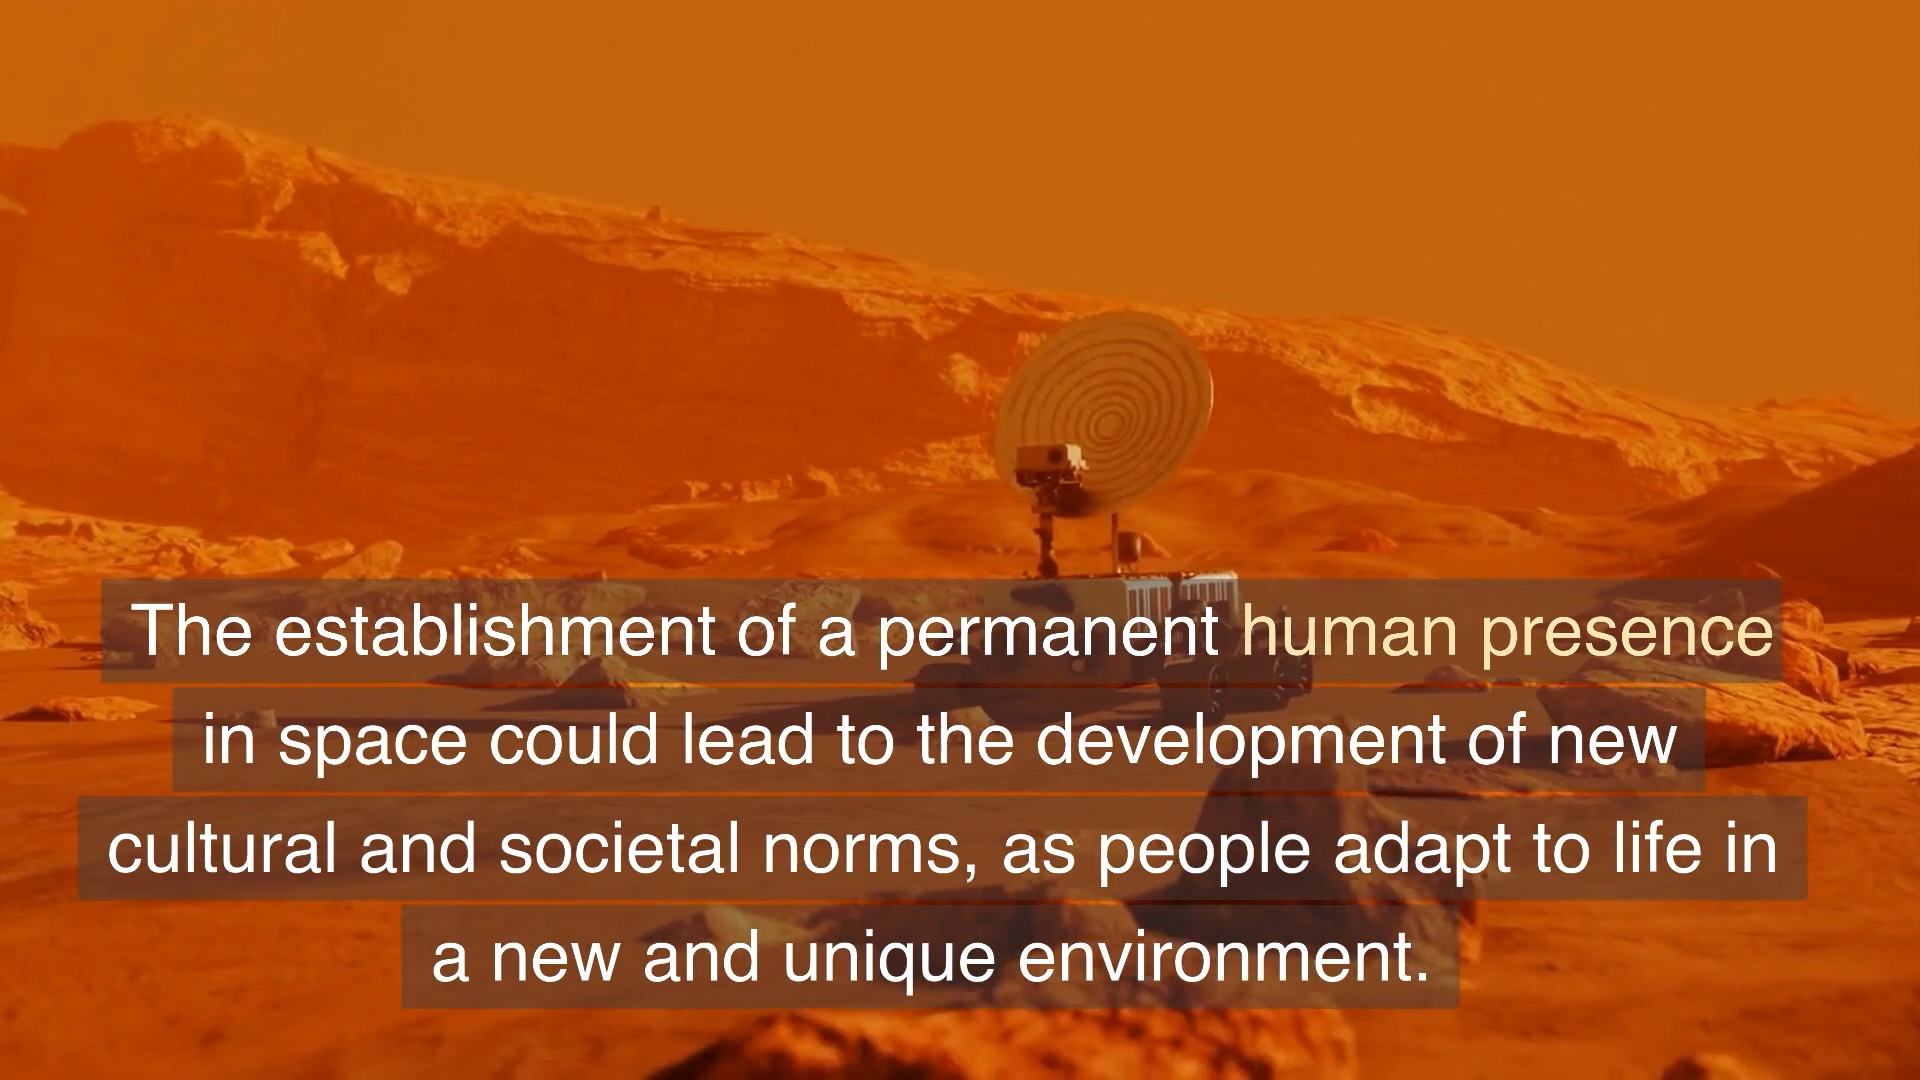 The establishment of a permanent human presence
in space could lead to the development of new
cultural and societal norms, as people adapt to life in
a new and unique environment.